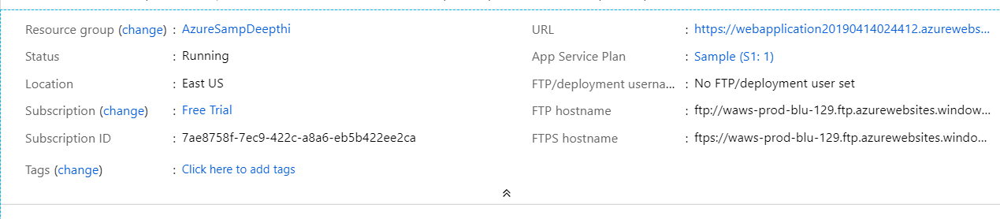 Resource group (change) : AzureSampDeepthi
Status : Running
Location : East US
Subscription (change) : Free Trial
Subscription ID : 7ae8758f-7ec9-422c-a8a6-eb5b422ee2ca
Tags (change) : Click here to add tags
URL : https://webapplication20190414024412.azurewebs...
App Service Plan : Sample (S1: 1)
FTP/deployment userna... : No FTP/deployment user set
FTP hostname : ftp://waws-prod-blu-129.ftp.azurewebsites.window...
FTPS hostname : ftps://waws-prod-blu-129.ftp.azurewebsites.windo...